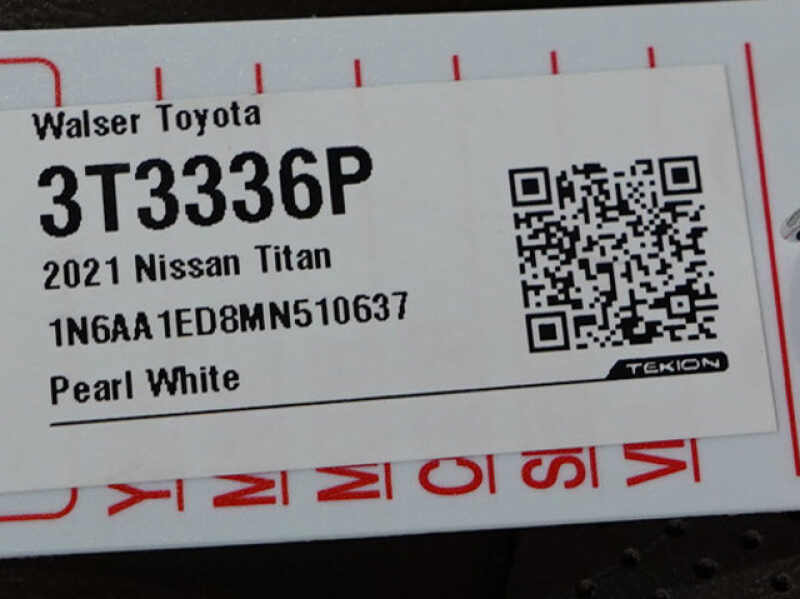 Walser Toyota
3T3336P
2021 Nissan Titan
1N6AA1ED8MN510637
Pearl White
TEKION